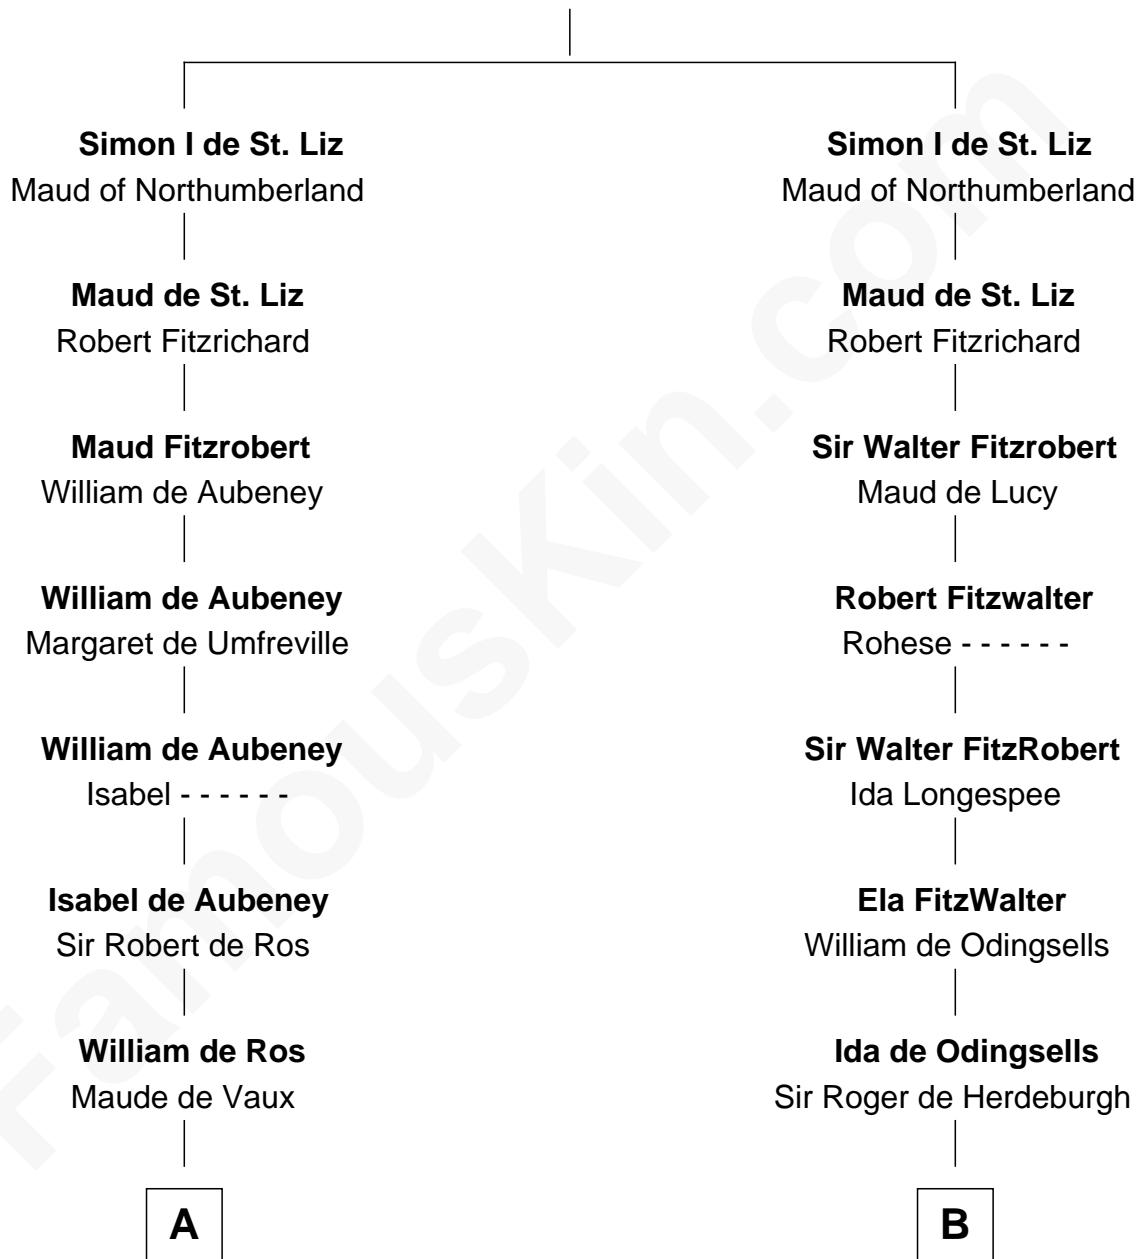 Simon I de St. Liz
Maud of Northumberland
Maud de St. Liz
Robert Fitzrichard
Maud Fitzrobert
William de Aubeney
William de Aubeney
Margaret de Umfreville
William de Aubeney
Isabel - - - - - -
Isabel de Aubeney
Sir Robert de Ros
William de Ros
Maude de Vaux
A
Simon I de St. Liz
Maud of Northumberland
Maud de St. Liz
Robert Fitzrichard
Sir Walter Fitzrobert
Maud de Lucy
Robert Fitzwalter
Rohese - - - - - -
Sir Walter FitzRobert
Ida Longespee
Ela FitzWalter
William de Odingsells
Ida de Odingsells
Sir Roger de Herdeburgh
B
FamousKin.com